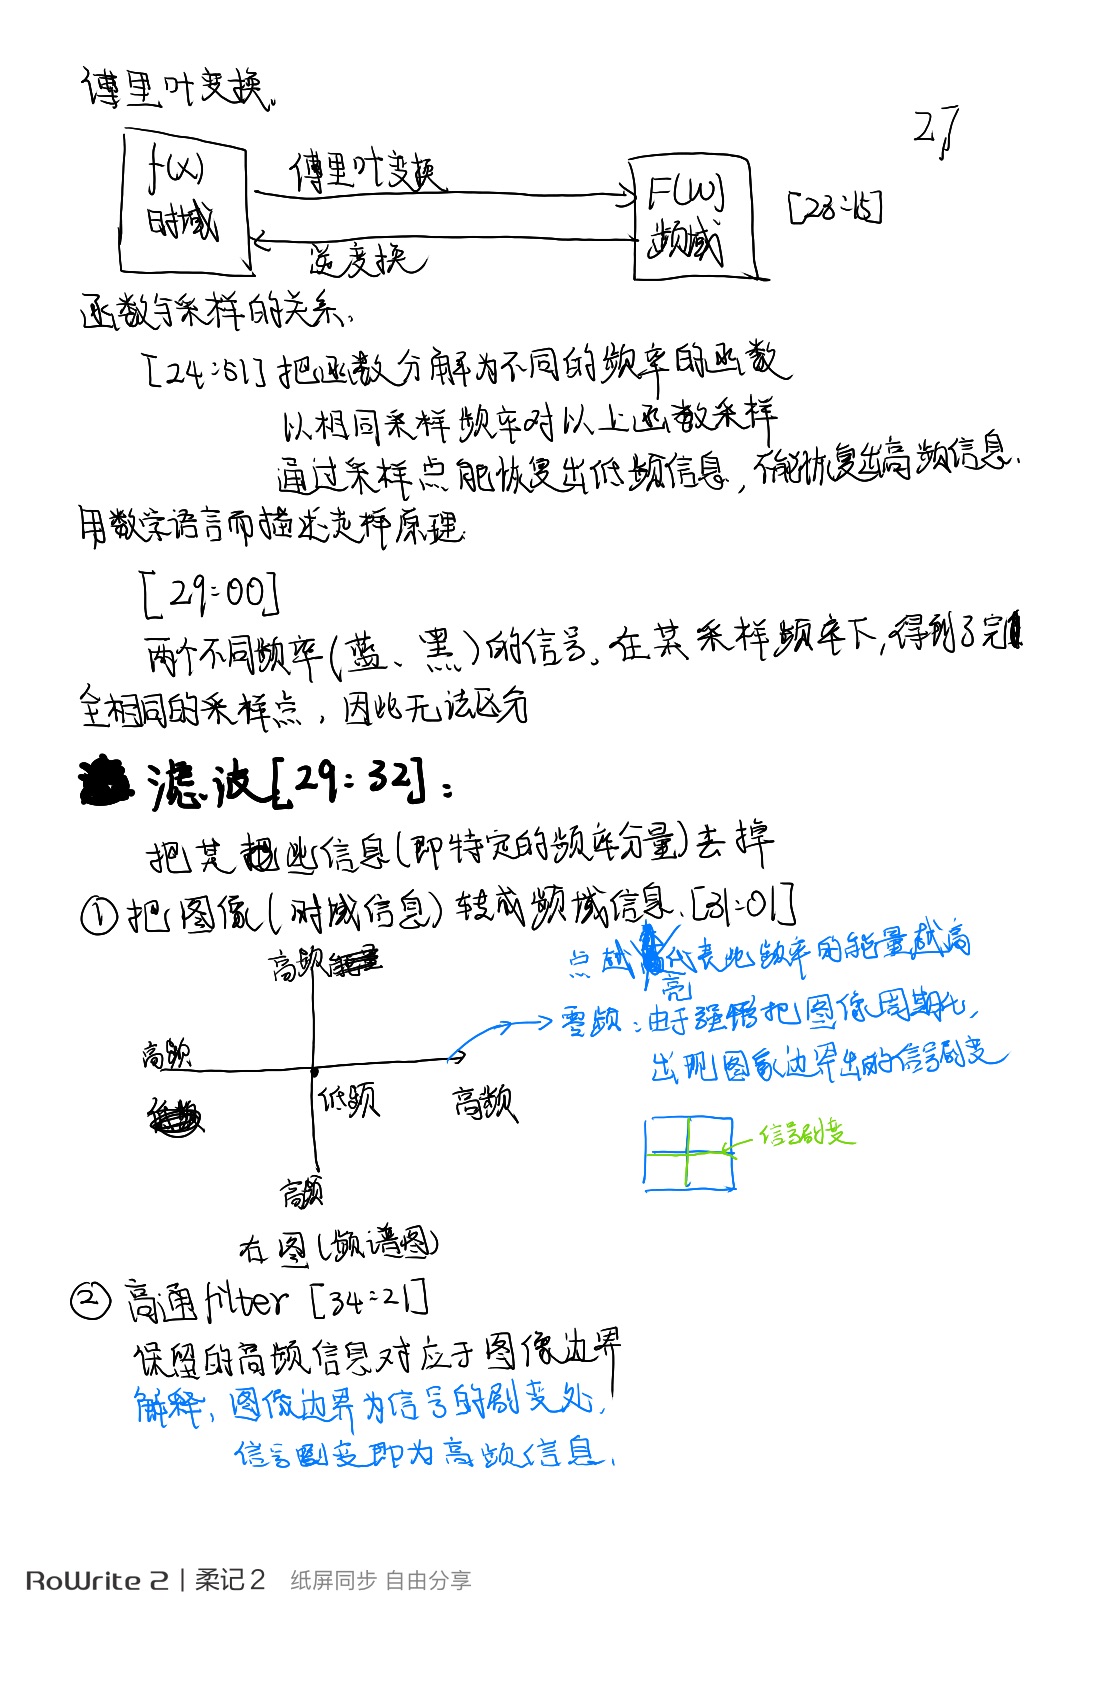 傅里叶变换.
27
f(x)
时域
傅里叶变换
逆变换
F(W)
频域
[23:15]
函数与采样的关系.
[24:51] 把函数分解为不同的频率的函数
以相同采样频率对以上函数采样
通过采样点能恢复出低频信息, 不能恢复出高频信息.
用数学语言而描述走样原理:
[29:00]
两个不同频率(蓝、黑)的信号。在某采样频率下, 得到了完
全相同的采样点, 因此无法区分
滤波[29:32]:
把某些信息(即特定的频率分量)去掉
①把图像(时域信息)转成频域信息.[31:01]
点越亮代表此频率的能量越高
高频
零频: 由于强错把图像周期化,
出现图象边界出的信号剧变
高频
低频
高频
信号剧变
高频
右图(频谱图)
② 高通filter [34:21]
保留的高频信息对应于图像边界
解释: 图像边界为信号的剧变处,
信号剧变即为高频信息.
RoWrite 2 | 柔记 2 纸屏同步 自由分享